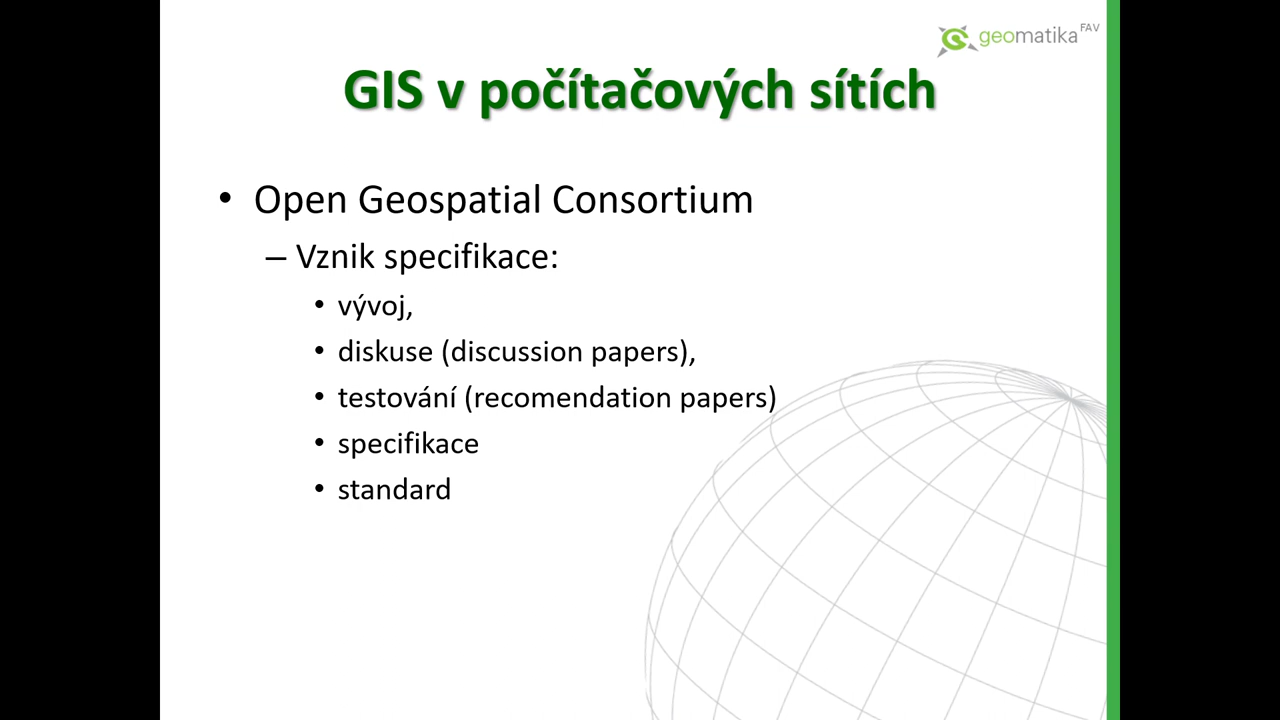 geomatika FAV
GIS v počítačových sítích
• Open Geospatial Consortium
– Vznik specifikace:
• vývoj,
• diskuse (discussion papers),
• testování (recomendation papers)
• specifikace
• standard